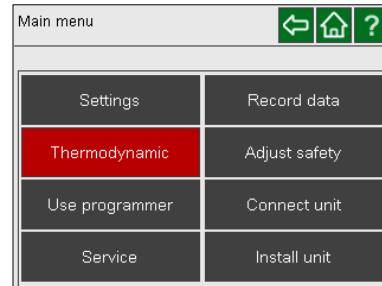 Main menu ?
Settings Record data
Thermodynamic Adjust safety
Use programmer Connect unit
Service Install unit